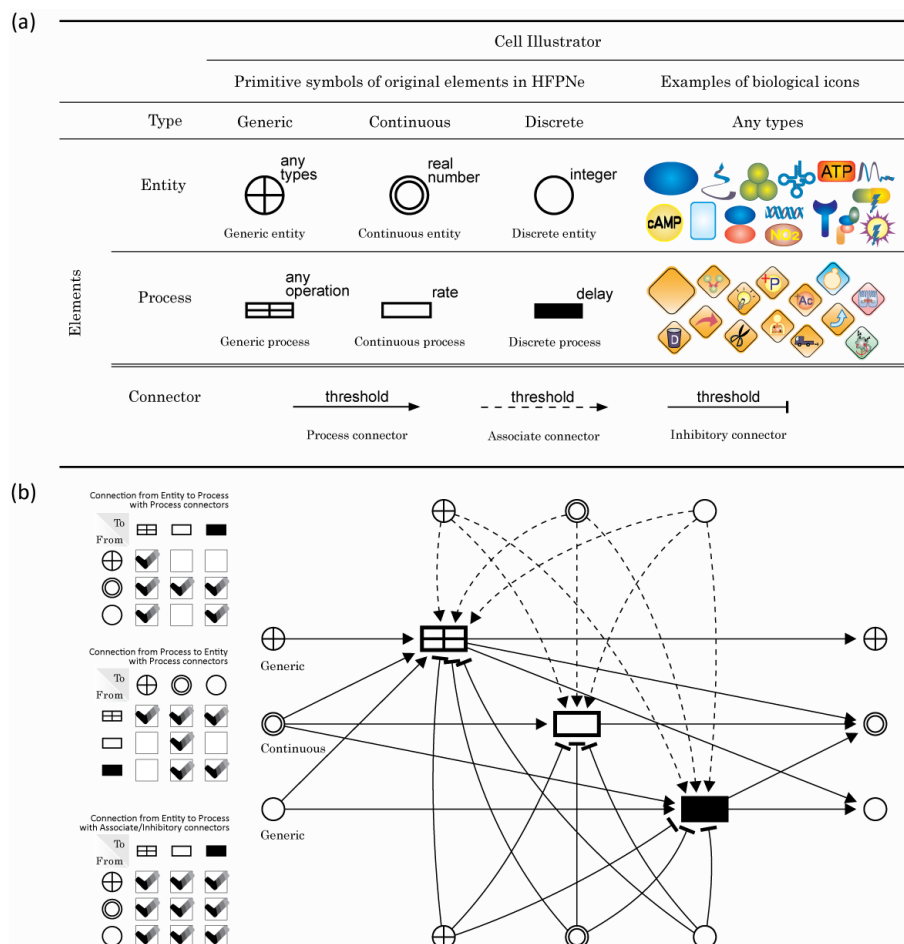 (a)
Cell Illustrator
Primitive symbols of original elements in HFPNe
Examples of biological icons
Type
Generic
Continuous
Discrete
Any types
Elements
Entity
any
types
real
number
integer
ATP
cAMP
NO2
Generic entity
Continuous entity
Discrete entity
Process
any
operation
rate
delay
+P
+Ac
D
Generic process
Continuous process
Discrete process
Connector
threshold
threshold
threshold
Process connector
Associate connector
Inhibitory connector
(b)
Connection from Entity to Process
with Process connectors
To
From
Connection from Process to Entity
with Process connectors
To
From
Connection from Entity to Process
with Associate/Inhibitory connectors
To
From
Generic
Continuous
Generic